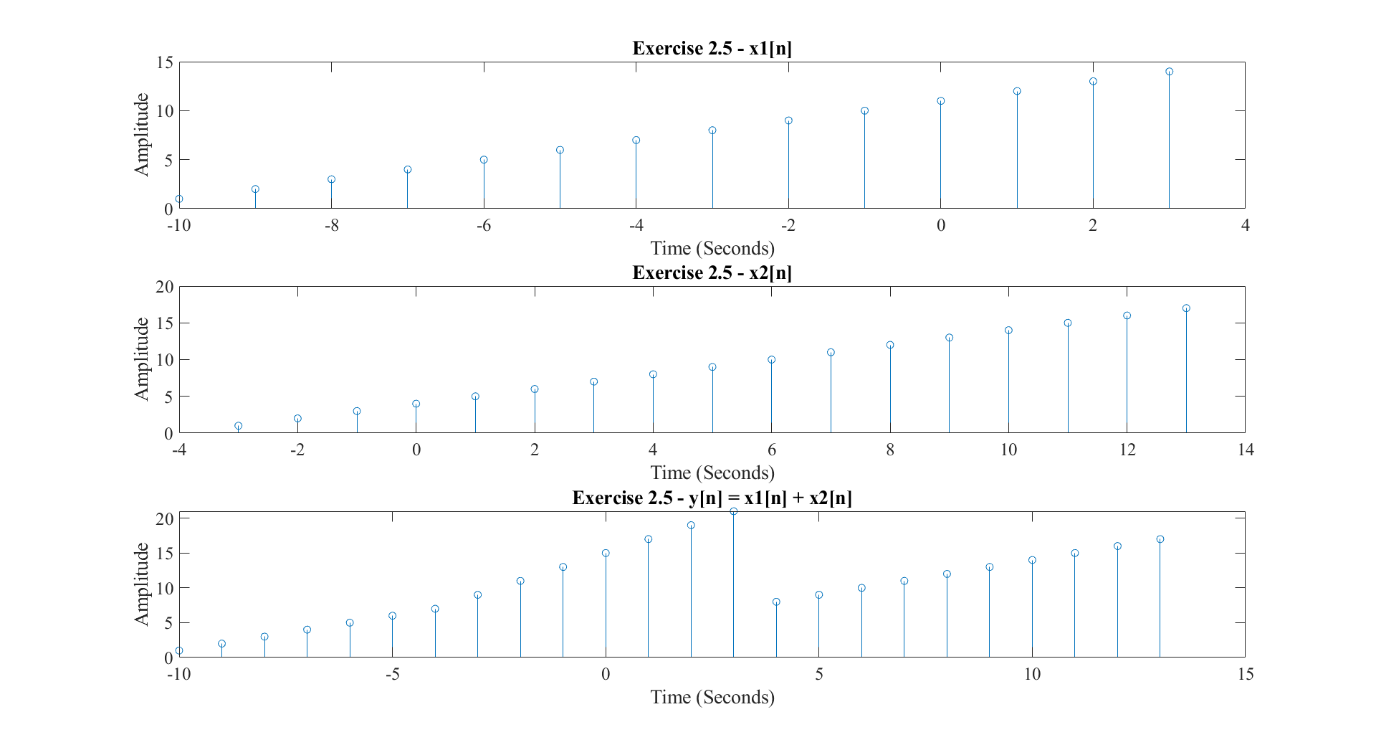 Exercise 2.5 - x1[n]
15
10
5
0
Amplitude
-10 -8 -6 -4 -2 0 2 4
Time (Seconds)
Exercise 2.5 - x2[n]
20
15
10
5
0
Amplitude
-4 -2 0 2 4 6 8 10 12 14
Time (Seconds)
Exercise 2.5 - y[n] = x1[n] + x2[n]
20
15
10
5
0
Amplitude
-10 -5 0 5 10 15
Time (Seconds)